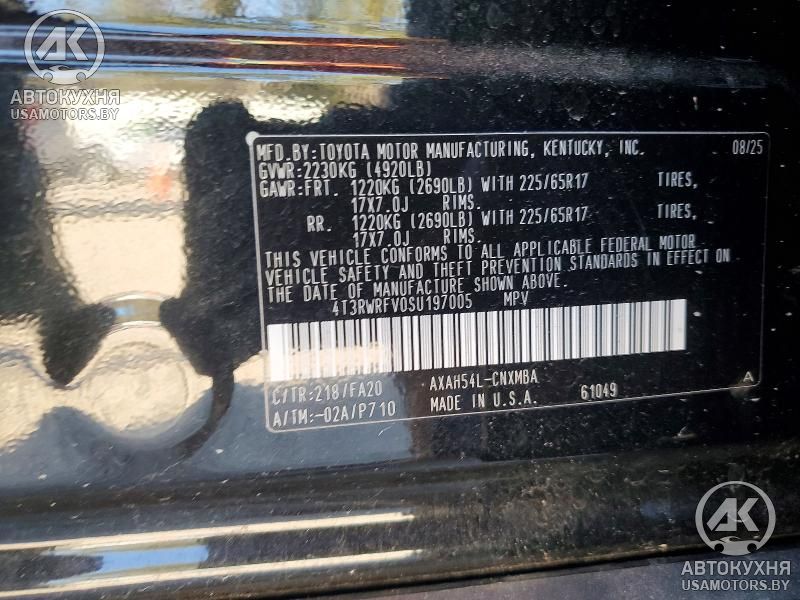 АК
АВТОКУХНЯ
USAMOTORS.BY
MFD.BY:TOYOTA MOTOR MANUFACTURING, KENTUCKY, INC. 08/25
GVWR:2230KG (4920LB)
GAWR:FRT. 1220KG (2690LB) WITH 225/65R17 TIRES,
17X7.0J RIMS.
RR. 1220KG (2690LB) WITH 225/65R17 TIRES,
17X7.0J RIMS.
THIS VEHICLE CONFORMS TO ALL APPLICABLE FEDERAL MOTOR
VEHICLE SAFETY AND THEFT PREVENTION STANDARDS IN EFFECT ON
THE DATE OF MANUFACTURE SHOWN ABOVE.
4T3RWRFV0SU197005 MPV
C/TR:218/FA20 AXAH54L-CNXMBA
A/TM:-02A/P710 MADE IN U.S.A. 61049 A
АК
АВТОКУХНЯ
USAMOTORS.BY